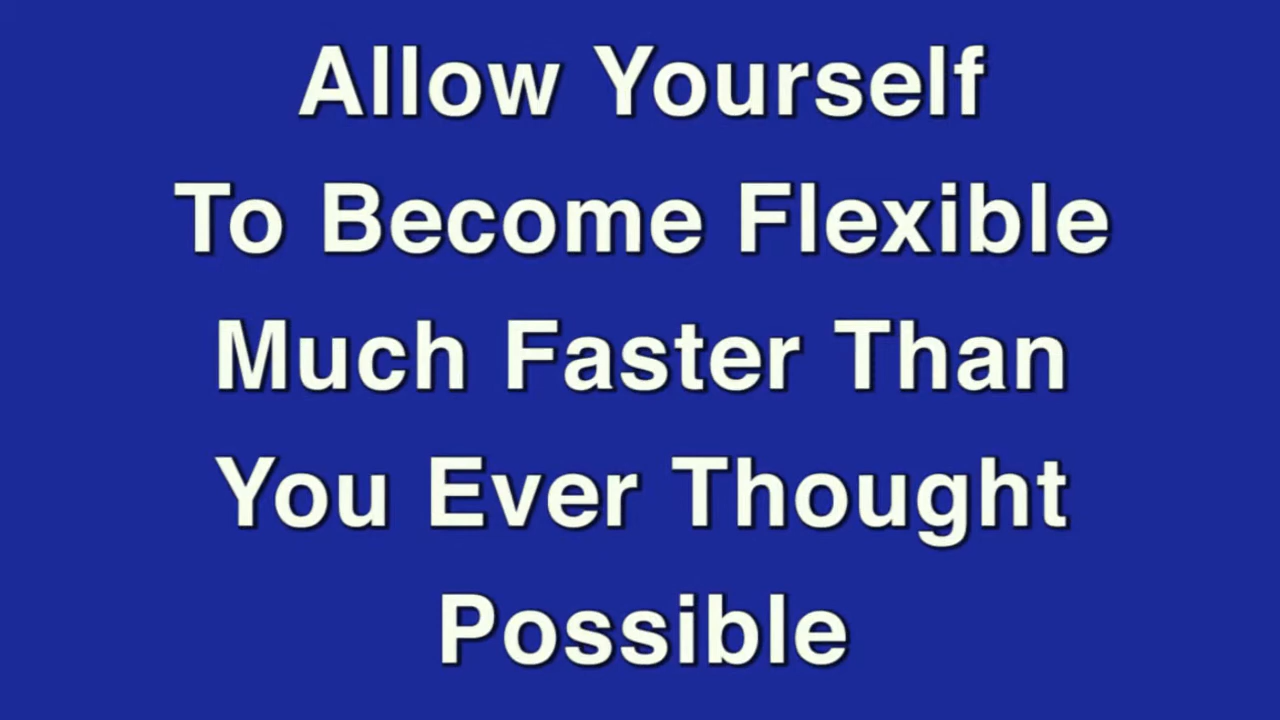 Allow Yourself
To Become Flexible
Much Faster Than
You Ever Thought
Possible